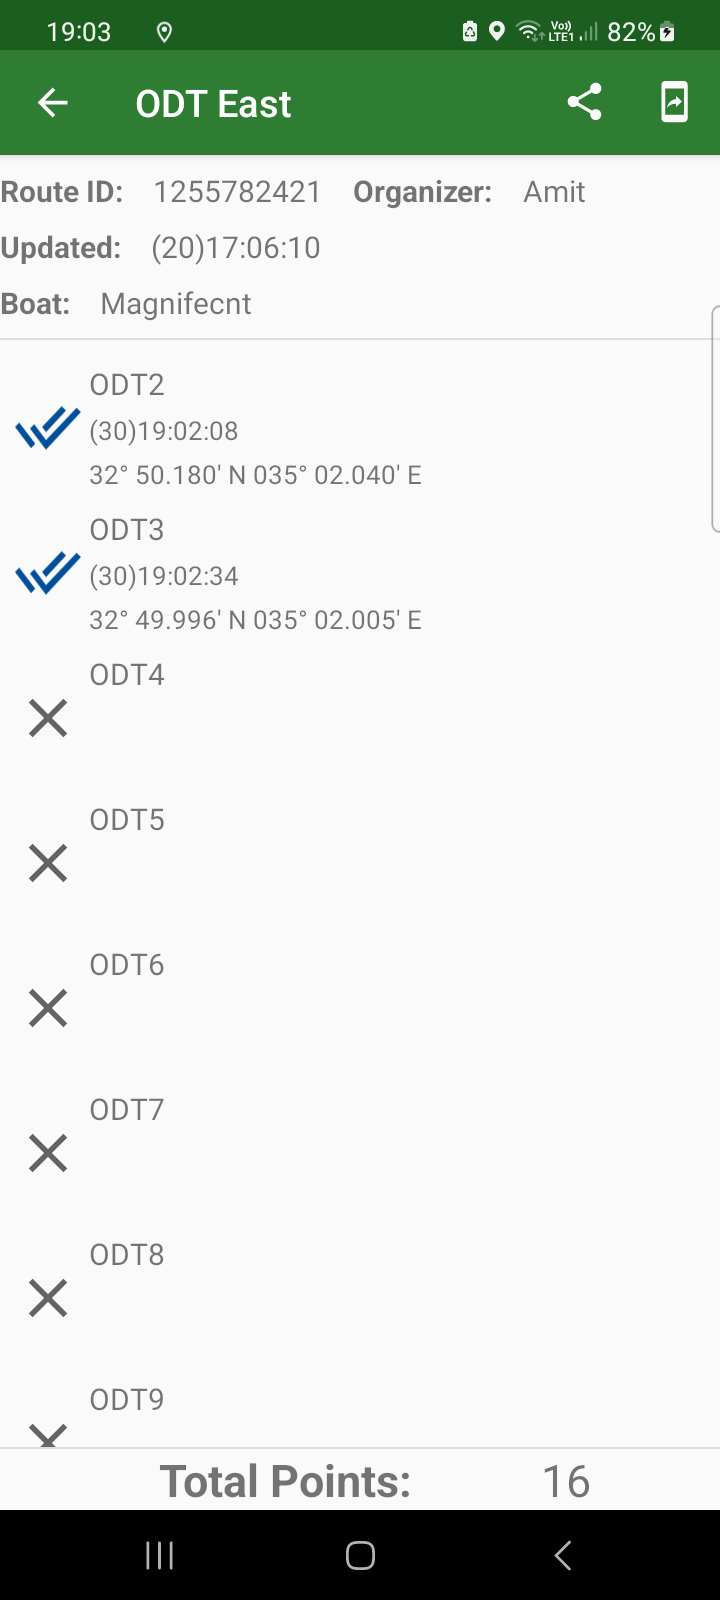 19:03 Vo)) LTE1 82%
ODT East
Route ID: 1255782421 Organizer: Amit
Updated: (20)17:06:10
Boat: Magnifecnt
ODT2
(30)19:02:08
32° 50.180' N 035° 02.040' E
ODT3
(30)19:02:34
32° 49.996' N 035° 02.005' E
ODT4
ODT5
ODT6
ODT7
ODT8
ODT9
Total Points: 16